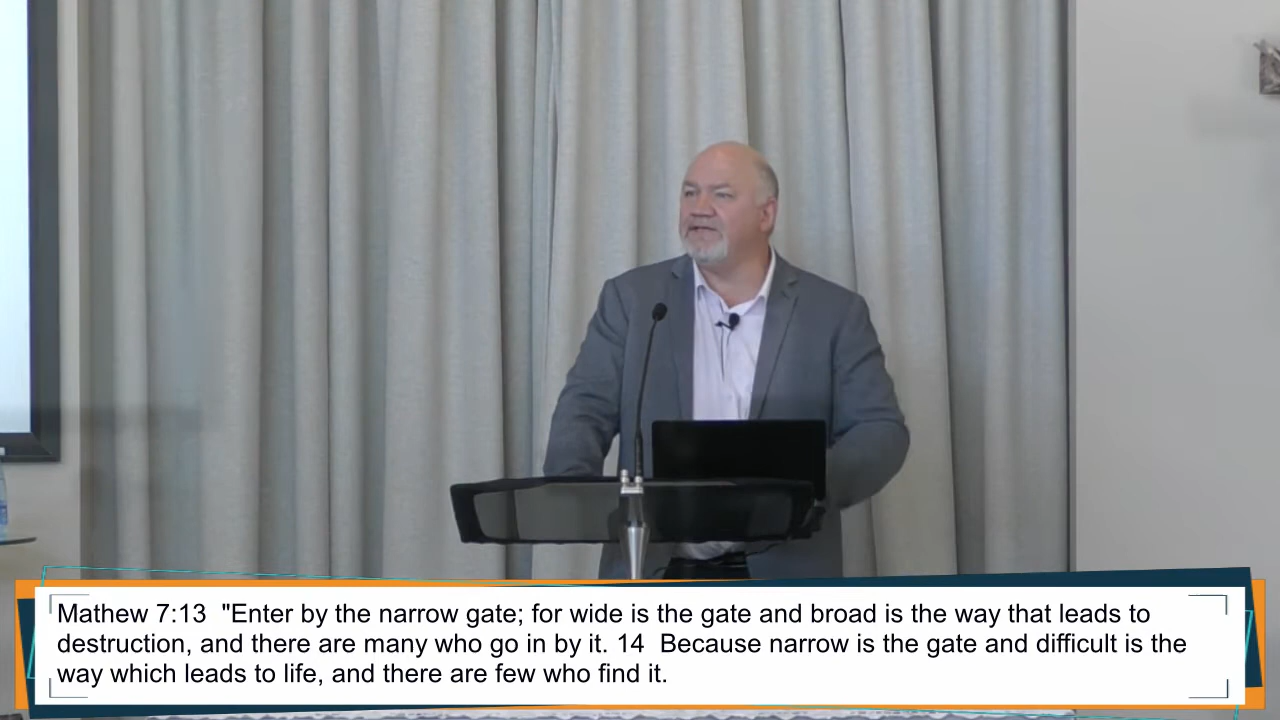 Mathew 7:13  "Enter by the narrow gate; for wide is the gate and broad is the way that leads to
destruction, and there are many who go in by it. 14  Because narrow is the gate and difficult is the
way which leads to life, and there are few who find it.